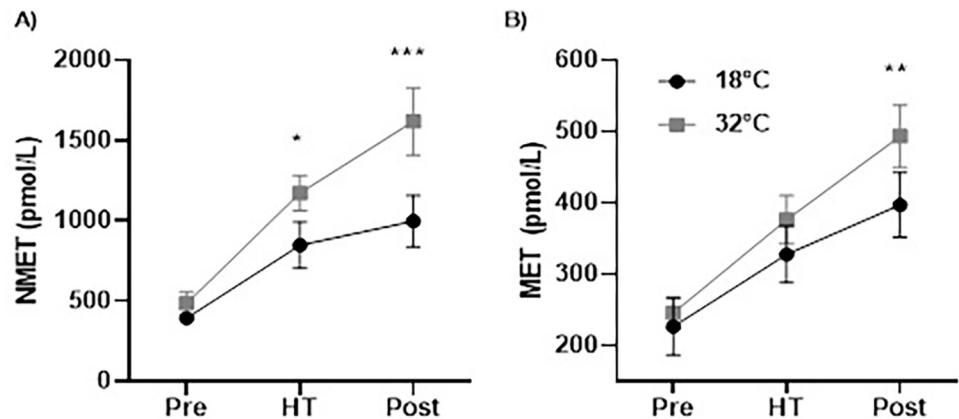 A)
NMET (pmol/L)
2000
1500
1000
500
0
*
***
Pre HT Post
B)
MET (pmol/L)
600
500
400
300
200
18°C
32°C
**
Pre HT Post